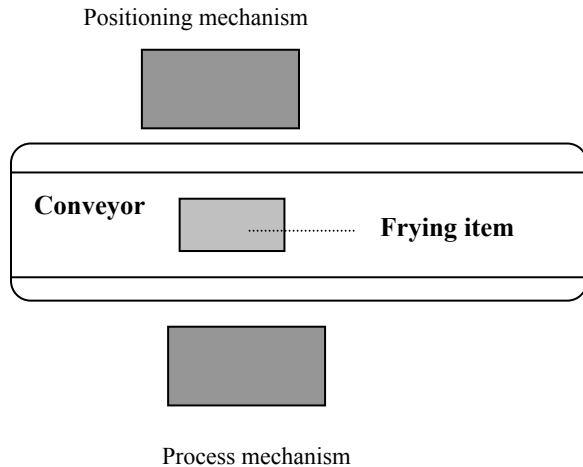 Positioning mechanism
Conveyor
Frying item
Process mechanism